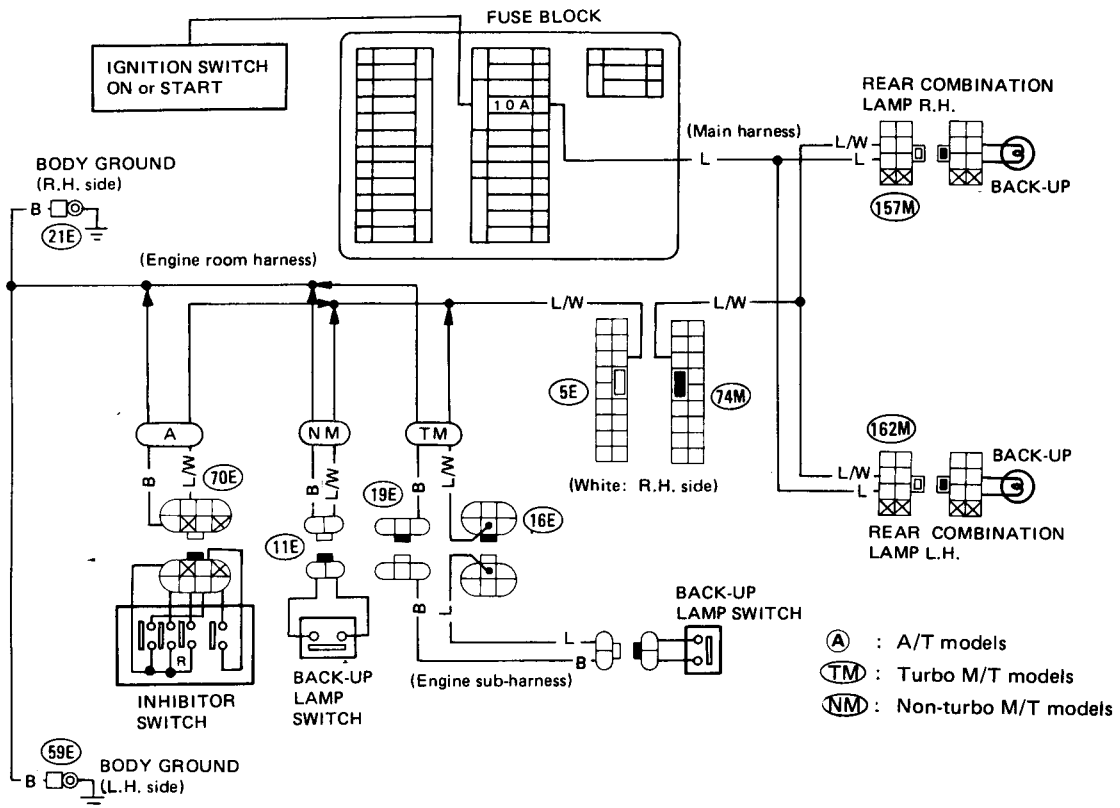 FUSE BLOCK
IGNITION SWITCH
ON or START
10A
(Main harness)
L
REAR COMBINATION
LAMP R.H.
L/W
L
BACK-UP
157M
BODY GROUND
(R.H. side)
B
21E
(Engine room harness)
L/W
L/W
5E
74M
(White: R.H. side)
A
NM
TM
B
L/W
B
L/W
B
L/W
70E
11E
19E
16E
162M
BACK-UP
L/W
L
REAR COMBINATION
LAMP L.H.
R
INHIBITOR
SWITCH
BACK-UP
LAMP
SWITCH
B
L
L
B
(Engine sub-harness)
BACK-UP
LAMP SWITCH
A : A/T models
TM : Turbo M/T models
NM : Non-turbo M/T models
59E
B
BODY GROUND
(L.H. side)